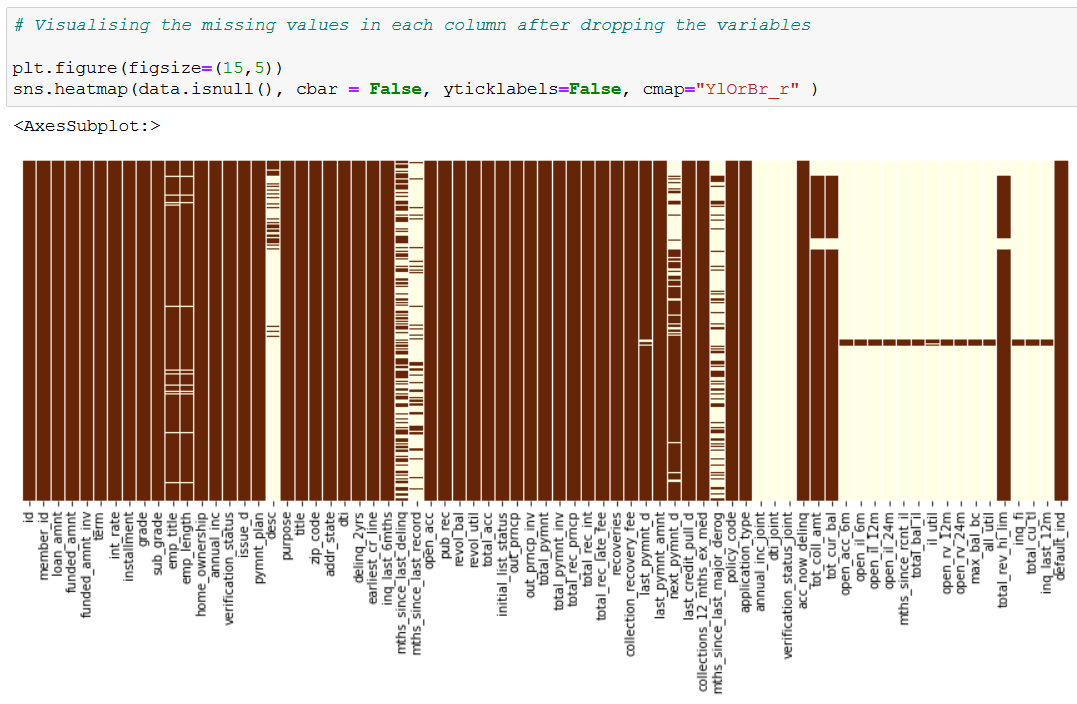 # Visualising the missing values in each column after dropping the variables
plt.figure(figsize=(15,5))
sns.heatmap(data.isnull(), cbar = False, yticklabels=False, cmap="YlOrBr_r" )
<AxesSubplot:>
id
member_id
loan_amnt
funded_amnt
funded_amnt_inv
term
int_rate
installment
grade
sub_grade
emp_title
emp_length
home_ownership
annual_inc
verification_status
issue_d
pymnt_plan
desc
purpose
title
zip_code
addr_state
dti
delinq_2yrs
earliest_cr_line
inq_last_6mths
mths_since_last_delinq
mths_since_last_record
open_acc
pub_rec
revol_bal
revol_util
total_acc
initial_list_status
out_prncp
out_prncp_inv
total_pymnt
total_pymnt_inv
total_rec_prncp
total_rec_int
total_rec_late_fee
recoveries
collection_recovery_fee
last_pymnt_d
last_pymnt_amnt
next_pymnt_d
last_credit_pull_d
collections_12_mths_ex_med
mths_since_last_major_derog
policy_code
application_type
annual_inc_joint
dti_joint
verification_status_joint
acc_now_delinq
tot_coll_amt
tot_cur_bal
open_acc_6m
open_il_6m
open_il_12m
open_il_24m
mths_since_rcnt_il
total_bal_il
il_util
open_rv_12m
open_rv_24m
max_bal_bc
all_util
total_rev_hi_lim
inq_fi
total_cu_tl
inq_last_12m
default_ind